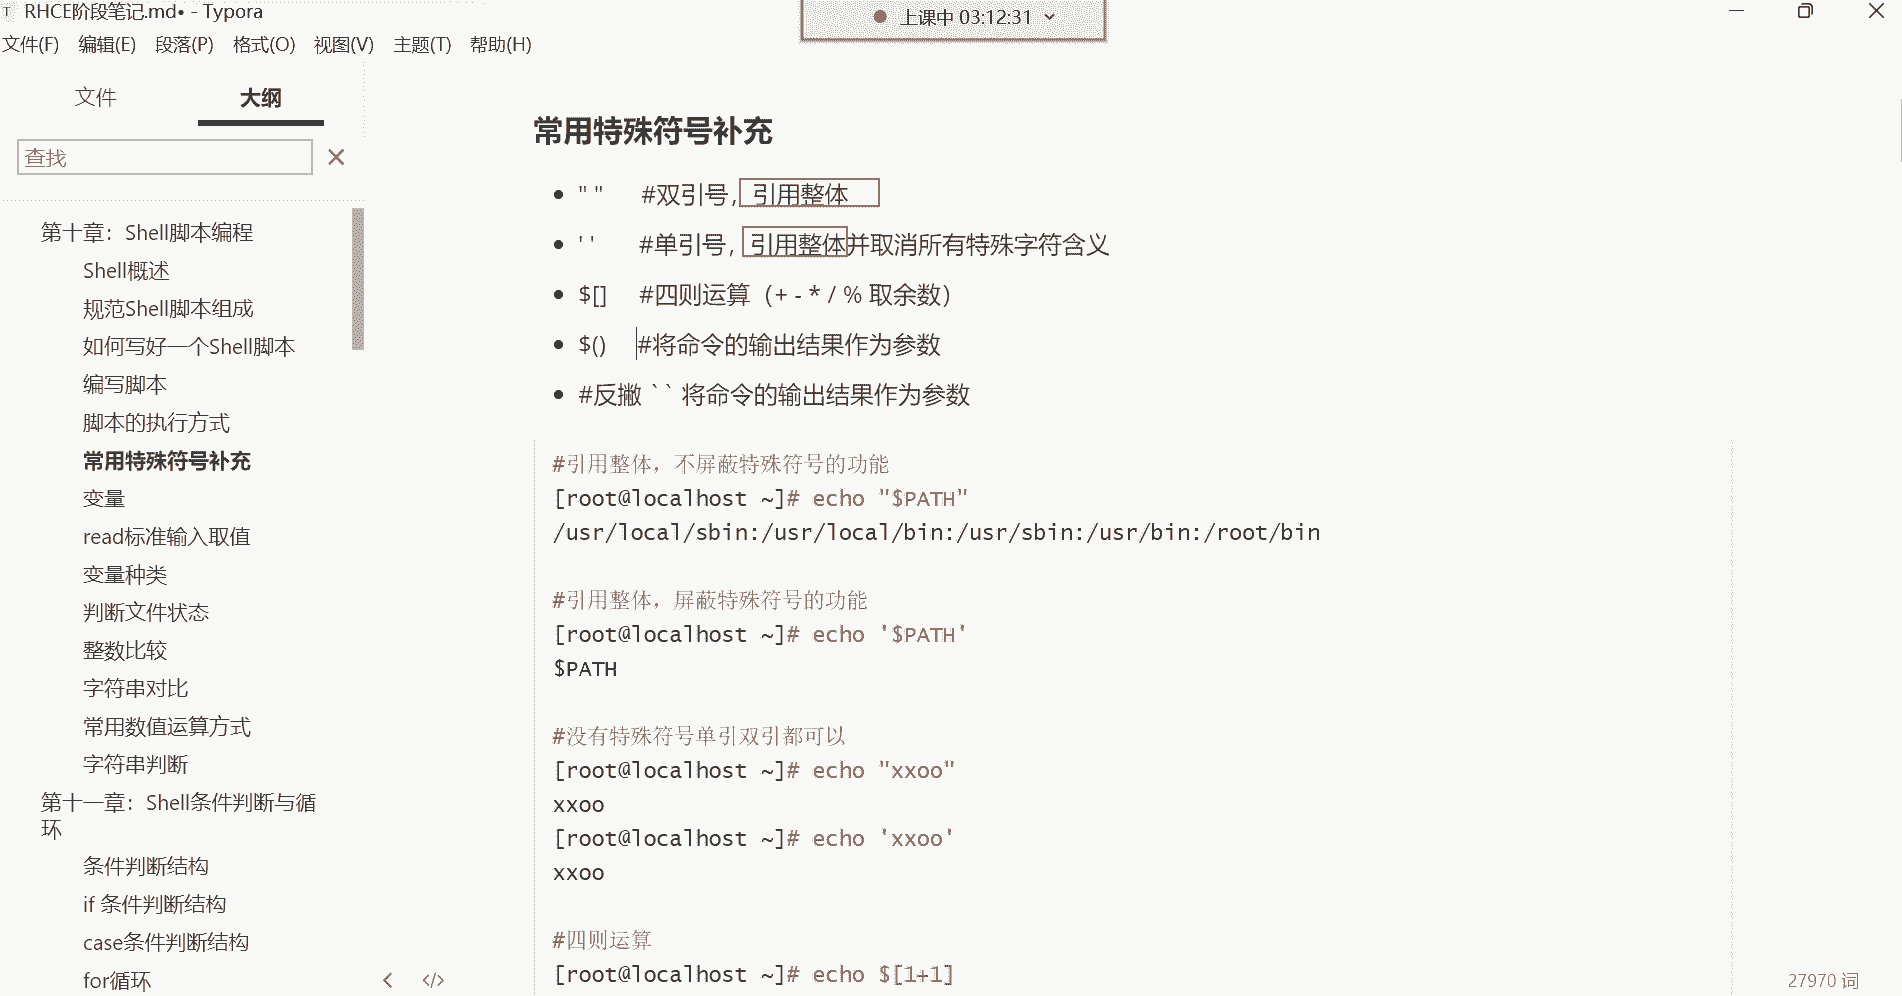 RHCE阶段笔记.md• - Typora
上课中 03:12:31
文件(F) 编辑(E) 段落(P) 格式(O) 视图(V) 主题(T) 帮助(H)
文件 大纲
查找
第十章：Shell脚本编程
Shell概述
规范Shell脚本组成
如何写好一个Shell脚本
编写脚本
脚本的执行方式
常用特殊符号补充
变量
read标准输入取值
变量种类
判断文件状态
整数比较
字符串对比
常用数值运算方式
字符串判断
第十一章：Shell条件判断与循
环
条件判断结构
if 条件判断结构
case条件判断结构
for循环
常用特殊符号补充
• " " #双引号，引用整体
• ' ' #单引号，引用整体并取消所有特殊字符含义
• $[] #四则运算（+ - * / % 取余数）
• $() #将命令的输出结果作为参数
• #反撇 ` ` 将命令的输出结果作为参数
#引用整体，不屏蔽特殊符号的功能
[root@localhost ~]# echo "$PATH"
/usr/local/sbin:/usr/local/bin:/usr/sbin:/usr/bin:/root/bin
#引用整体，屏蔽特殊符号的功能
[root@localhost ~]# echo '$PATH'
$PATH
#没有特殊符号单引双引都可以
[root@localhost ~]# echo "xxoo"
xxoo
[root@localhost ~]# echo 'xxoo'
xxoo
#四则运算
[root@localhost ~]# echo $[1+1]
27970 词